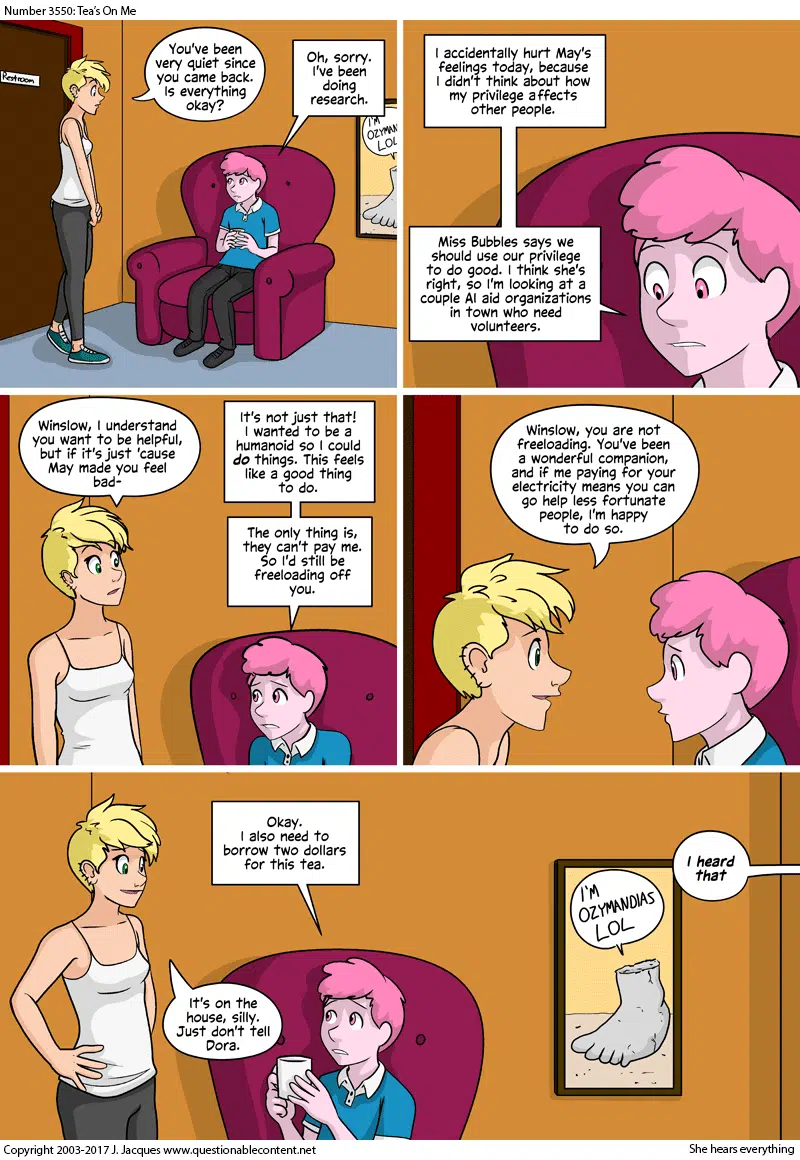 Number 3550: Tea's On Me
Restroom
You've been
very quiet since
you came back.
Is everything
okay?
Oh, sorry.
I've been
doing
research.
I'M
OZYMAN
LOL
I accidentally hurt May's
feelings today, because
I didn't think about how
my privilege affects
other people.
Miss Bubbles says we
should use our privilege
to do good. I think she's
right, so I'm looking at a
couple AI aid organizations
in town who need
volunteers.
Winslow, I understand
you want to be helpful,
but if it's just 'cause
May made you feel
bad-
It's not just that!
I wanted to be a
humanoid so I could
do things. This feels
like a good thing
to do.
The only thing is,
they can't pay me.
So I'd still be
freeloading off
you.
Winslow, you are not
freeloading. You've been
a wonderful companion,
and if me paying for your
electricity means you can
go help less fortunate
people, I'm happy
to do so.
Okay.
I also need to
borrow two dollars
for this tea.
It's on the
house, silly.
Just don't tell
Dora.
I'M
OZYMANDIAS
LOL
I heard
that
Copyright 2003-2017 J. Jacques www.questionablecontent.net
She hears everything